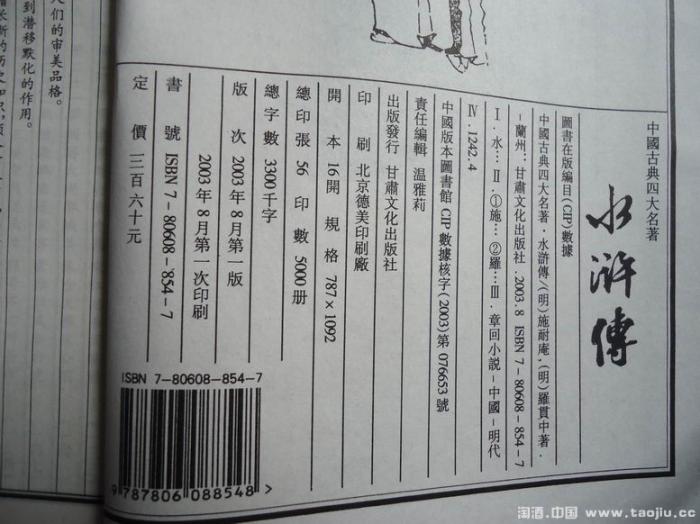 中國古典四大名著
水滸傳
圖書在版編目(CIP)數據
中國古典四大名著·水滸傳/(明)施耐庵,(明)羅貫中著.
-蘭州:甘肅文化出版社.2003.8 ISBN 7-80608-854-7
Ⅰ.水… Ⅱ.①施…②羅… Ⅲ.章回小説-中國-明代
Ⅳ.I242.4
中國版本圖書館CIP數據核字(2003)第076653號
責任編輯 温雅莉
出版發行 甘肅文化出版社
印刷 北京德美印刷廠
開本 16開 規格 787×1092
總印張 56 印數 5000册
總字數 3300千字
版次 2003年8月第一版
2003年8月第一次印刷
書號 ISBN 7-80608-854-7
定價 三百六十元
ISBN 7-80608-854-7
9 787806 088548 >
人们的审美品格。
到潜移默化的作用。
淘酒.中国 www.taojiu.cc